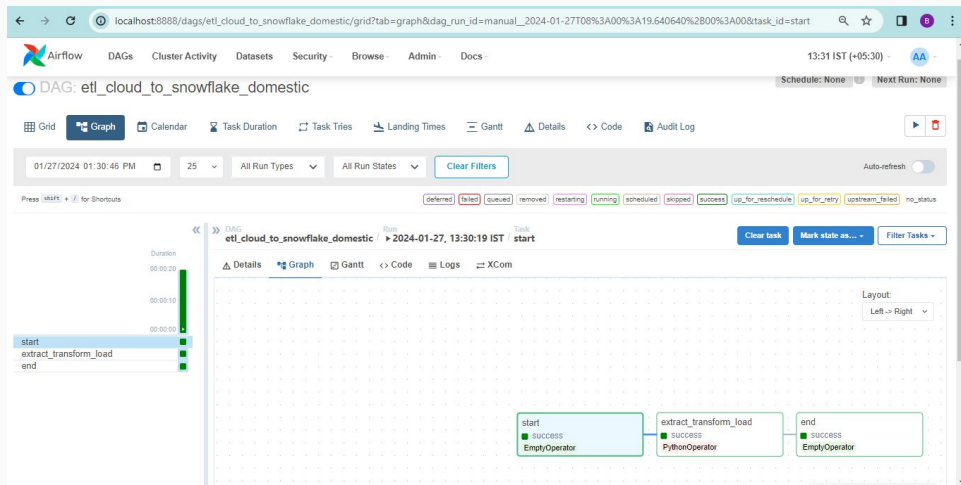 localhost:8888/dags/etl_cloud_to_snowflake_domestic/grid?tab=graph&dag_run_id=manual__2024-01-27T08%3A00%3A19.640640%2B00%3A00&task_id=start
B
Airflow DAGs Cluster Activity Datasets Security Browse Admin Docs 13:31 IST (+05:30) AA
DAG: etl_cloud_to_snowflake_domestic Schedule: None Next Run: None
Grid Graph Calendar Task Duration Task Tries Landing Times Gantt Details <> Code Audit Log
01/27/2024 01:30:46 PM 25 All Run Types All Run States Clear Filters Auto-refresh
Press shift + / for Shortcuts deferred failed queued removed restarting running scheduled skipped success up_for_reschedule up_for_retry upstream_failed no_status
DAG Run Task
etl_cloud_to_snowflake_domestic / 2024-01-27, 13:30:19 IST / start
Clear task Mark state as... Filter Tasks
Duration
00:00:20
00:00:10
00:00:00
start
extract_transform_load
end
Details Graph Gantt <> Code Logs XCom
Layout:
Left -> Right
start
success
EmptyOperator
extract_transform_load
success
PythonOperator
end
success
EmptyOperator